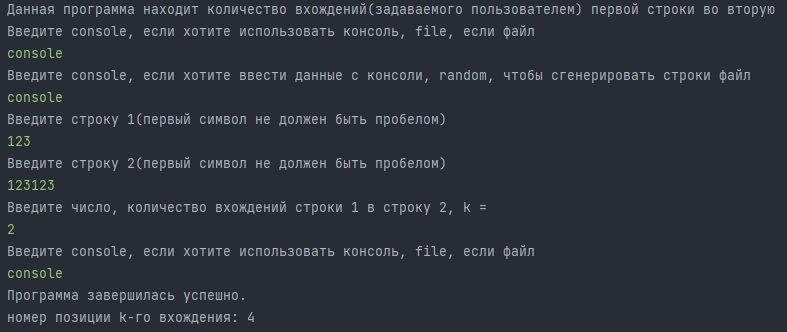 Данная программа находит количество вхождений(задаваемого пользователем) первой строки во вторую
Введите console, если хотите использовать консоль, file, если файл
console
Введите console, если хотите ввести данные с консоли, random, чтобы сгенерировать строки файл
console
Введите строку 1(первый символ не должен быть пробелом)
123
Введите строку 2(первый символ не должен быть пробелом)
123123
Введите число, количество вхождений строки 1 в строку 2, k =
2
Введите console, если хотите использовать консоль, file, если файл
console
Программа завершилась успешно.
номер позиции k-го вхождения: 4